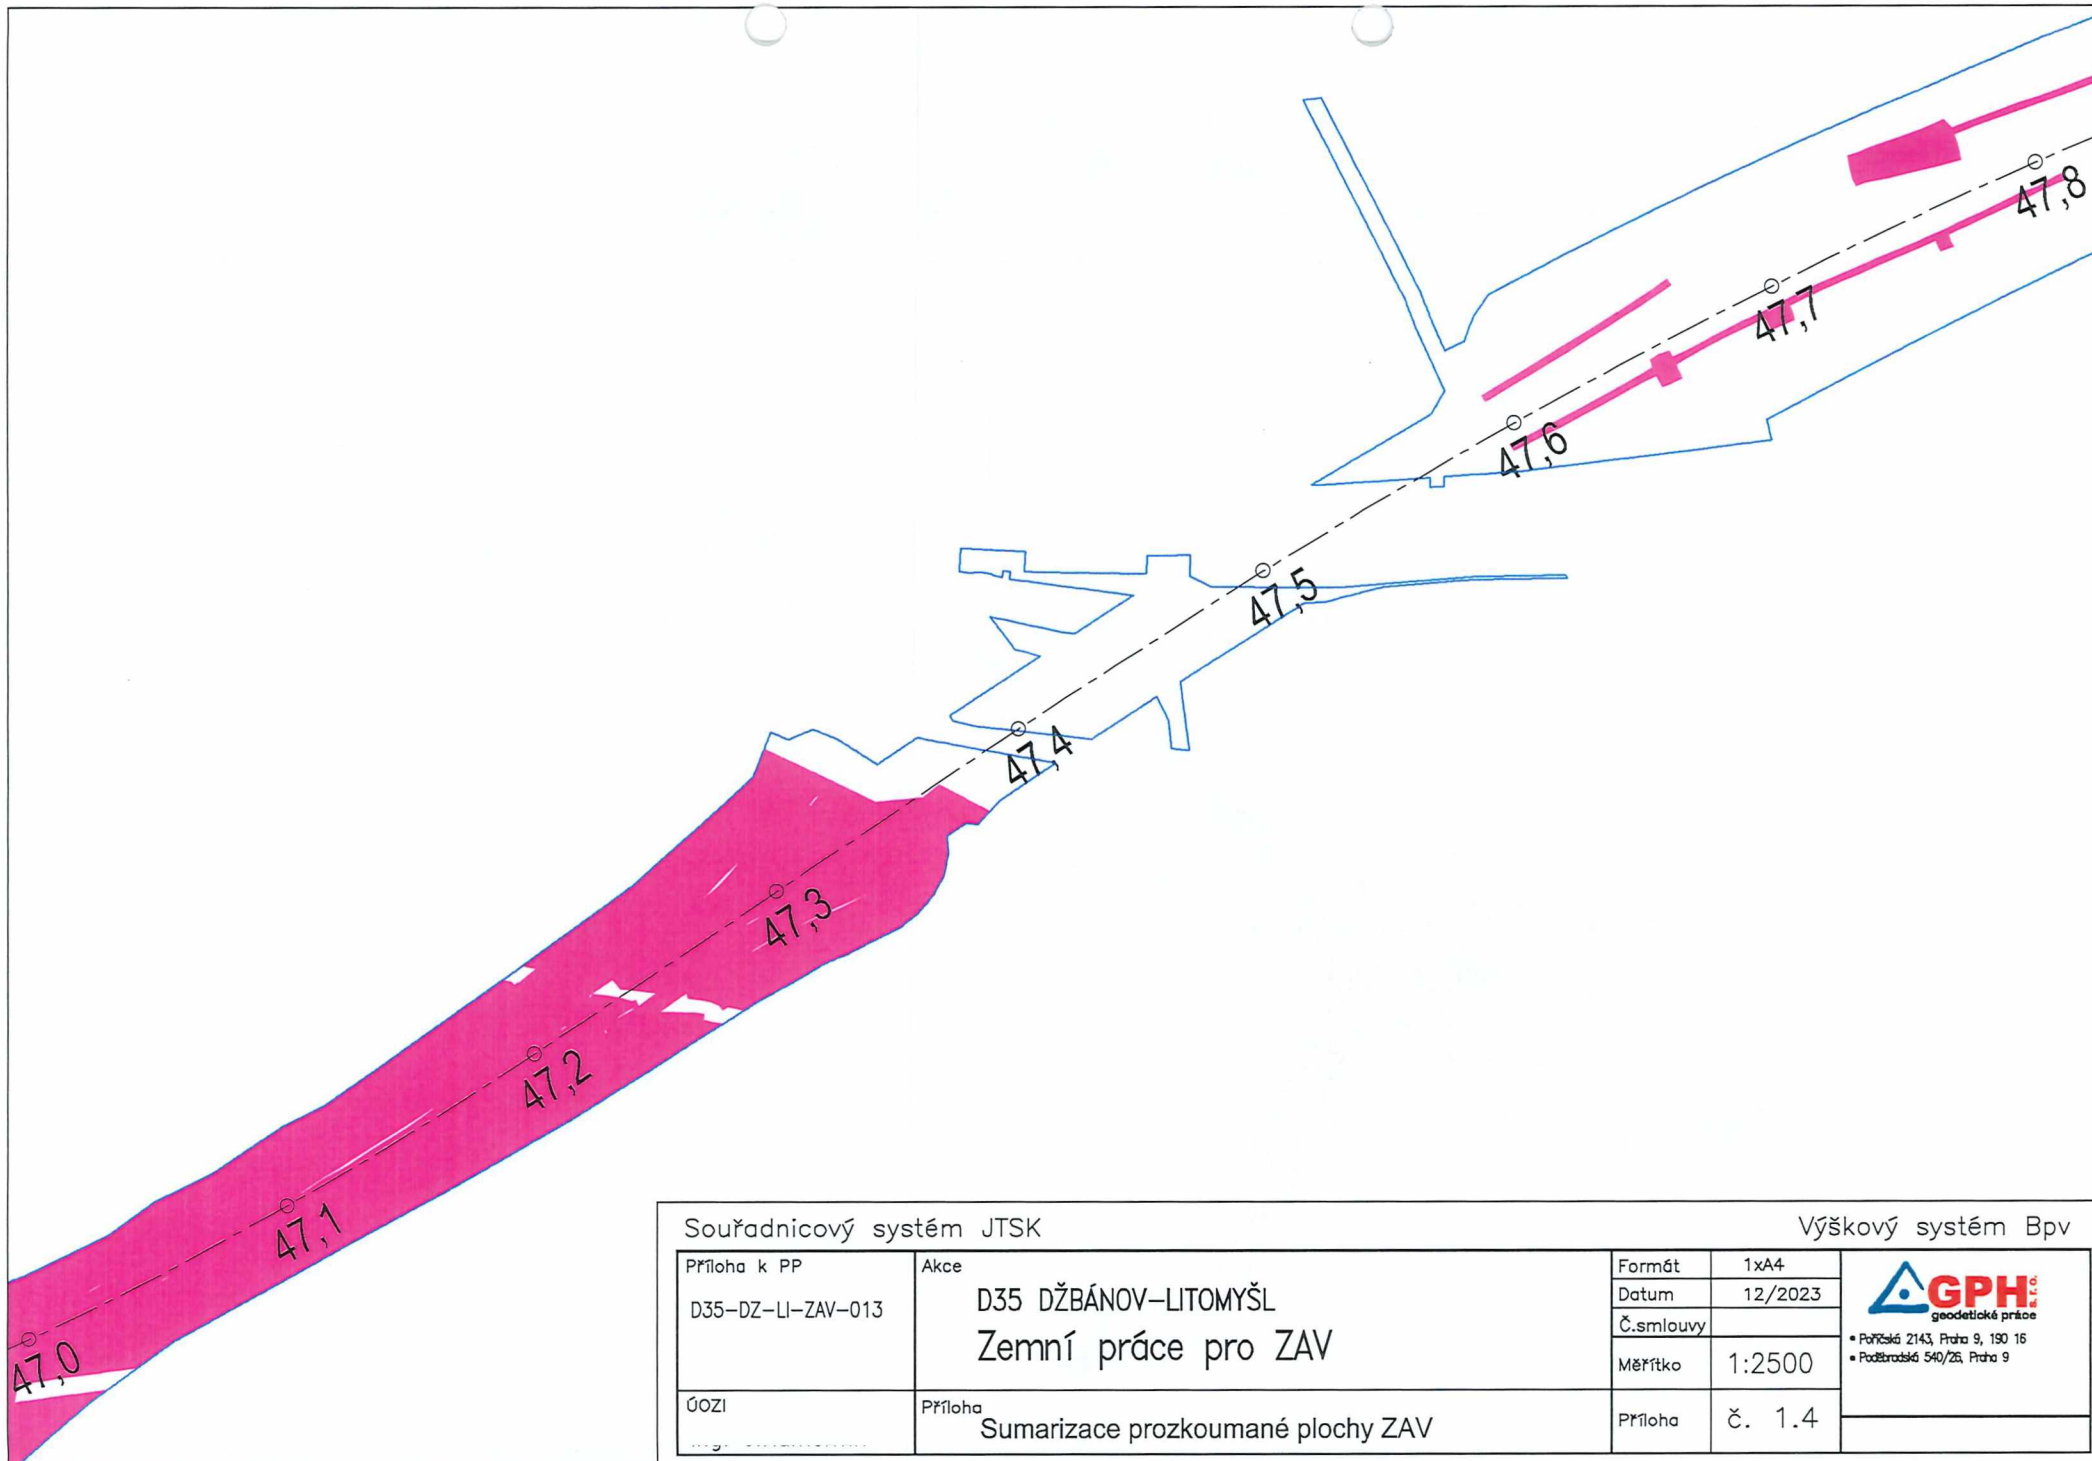 47,8
47,7
47,6
47,5
47,4
47,3
47,2
47,1
47,0
Souřadnicový systém JTSK
Výškový systém Bpv
Příloha k PP
D35-DZ-LI-ZAV-013
Akce
D35 DŽBÁNOV-LITOMYŠL
Zemní práce pro ZAV
Formát 1xA4
Datum 12/2023
Č.smlouvy
Měřítko 1:2500
GPH s.r.o.
geodetické práce
• Poříčská 2143, Praha 9, 190 16
• Poděbradská 540/26, Praha 9
ÚOZI
Příloha
Sumarizace prozkoumané plochy ZAV
Příloha č. 1.4